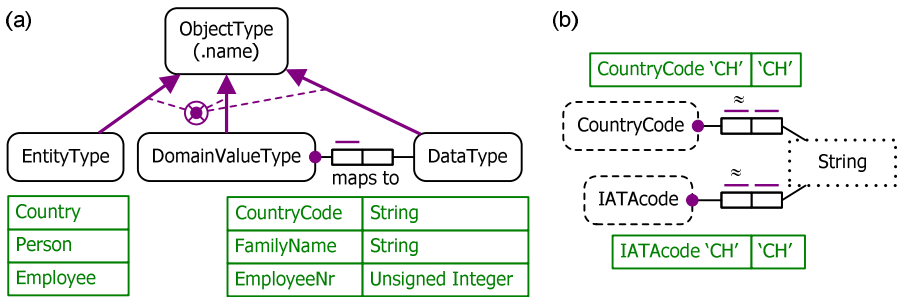 (a)
ObjectType
(.name)
EntityType
DomainValueType
DataType
maps to
Country
Person
Employee
CountryCode String
FamilyName String
EmployeeNr Unsigned Integer
(b)
CountryCode ‘CH’ ‘CH’
≈
CountryCode
String
≈
IATAcode
IATAcode ‘CH’ ‘CH’